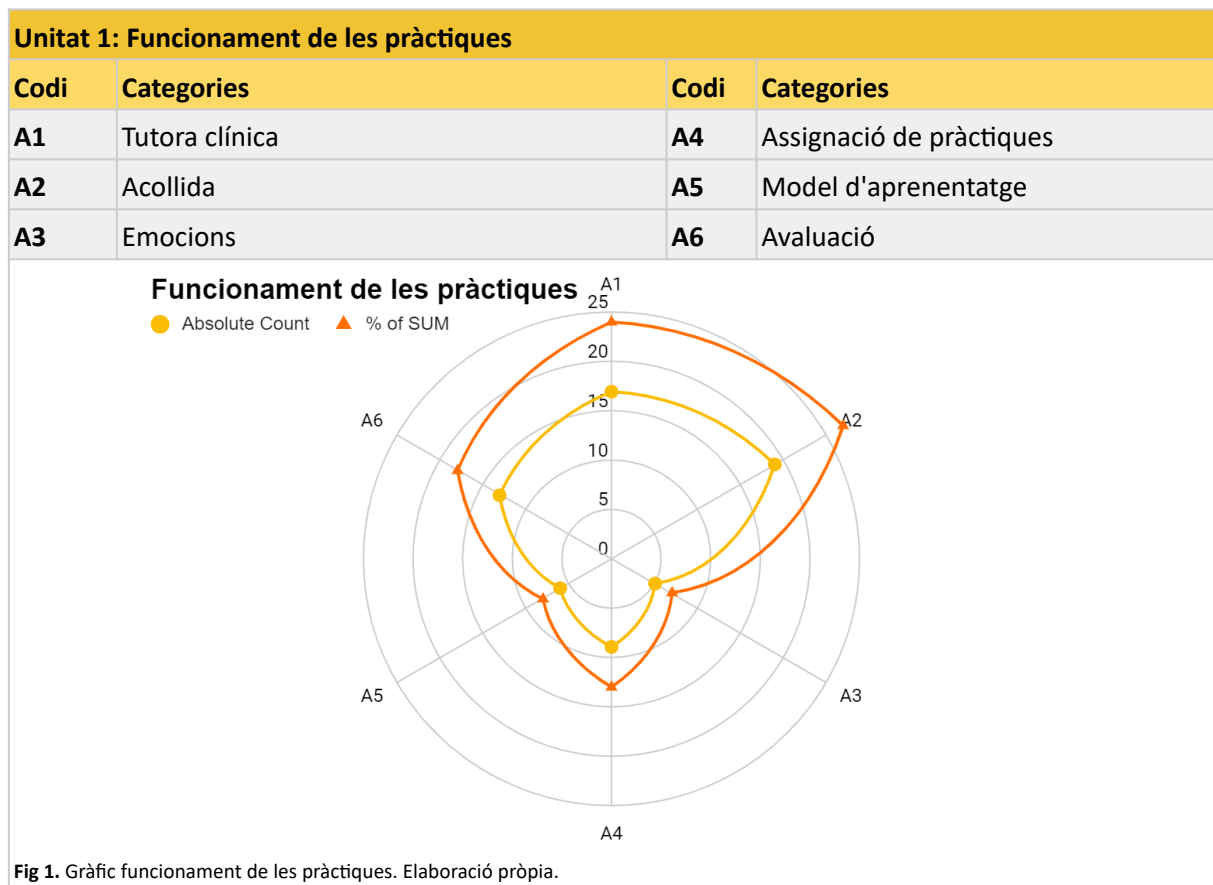 Unitat 1: Funcionament de les pràctiques
Codi Categories Codi Categories
A1 Tutora clínica A4 Assignació de pràctiques
A2 Acollida A5 Model d'aprenentatge
A3 Emocions A6 Avaluació
Funcionament de les pràctiques
Absolute Count % of SUM
A1
25
20
15
10
5
0
A6
A2
A5
A3
A4
Fig 1. Gràfic funcionament de les pràctiques. Elaboració pròpia.